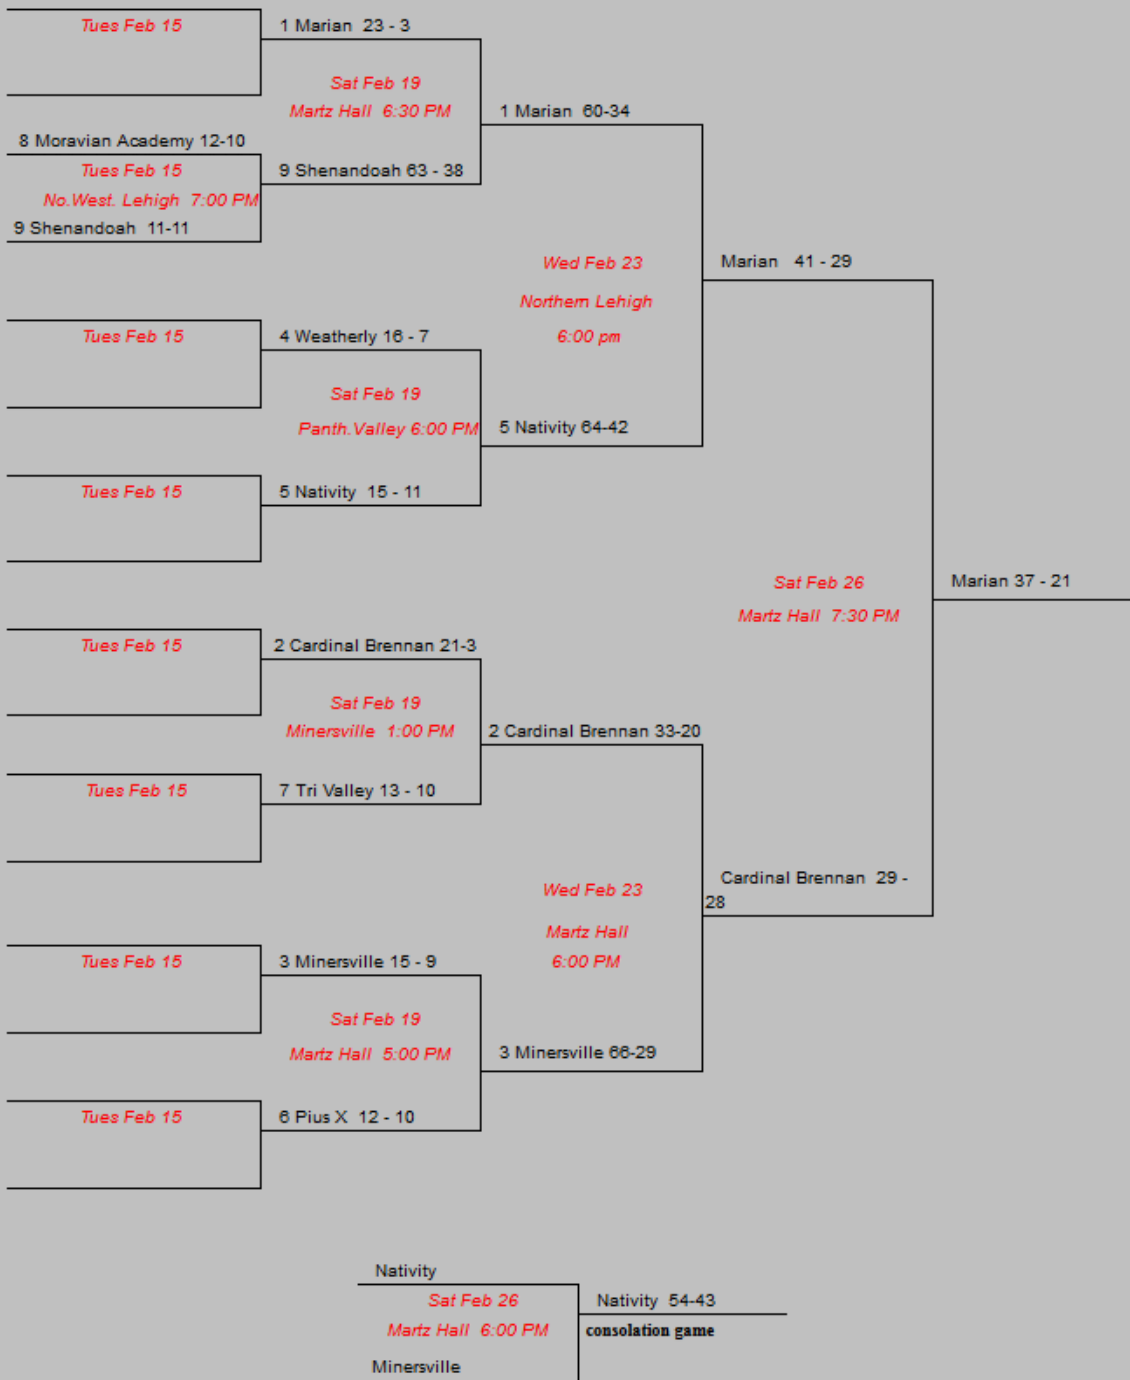 Tues Feb 15
1 Marian 23 - 3
Sat Feb 19
Martz Hall 6:30 PM
1 Marian 60-34
8 Moravian Academy 12-10
Tues Feb 15
No.West. Lehigh 7:00 PM
9 Shenandoah 63 - 38
9 Shenandoah 11-11
Wed Feb 23
Northern Lehigh
6:00 pm
Marian 41 - 29
Tues Feb 15
4 Weatherly 16 - 7
Sat Feb 19
Panth.Valley 6:00 PM
5 Nativity 64-42
Tues Feb 15
5 Nativity 15 - 11
Sat Feb 26
Martz Hall 7:30 PM
Marian 37 - 21
Tues Feb 15
2 Cardinal Brennan 21-3
Sat Feb 19
Minersville 1:00 PM
2 Cardinal Brennan 33-20
Tues Feb 15
7 Tri Valley 13 - 10
Wed Feb 23
Martz Hall
6:00 PM
Cardinal Brennan 29 -
28
Tues Feb 15
3 Minersville 15 - 9
Sat Feb 19
Martz Hall 5:00 PM
3 Minersville 66-29
Tues Feb 15
6 Pius X 12 - 10
Nativity
Sat Feb 26
Martz Hall 6:00 PM
Nativity 54-43
consolation game
Minersville